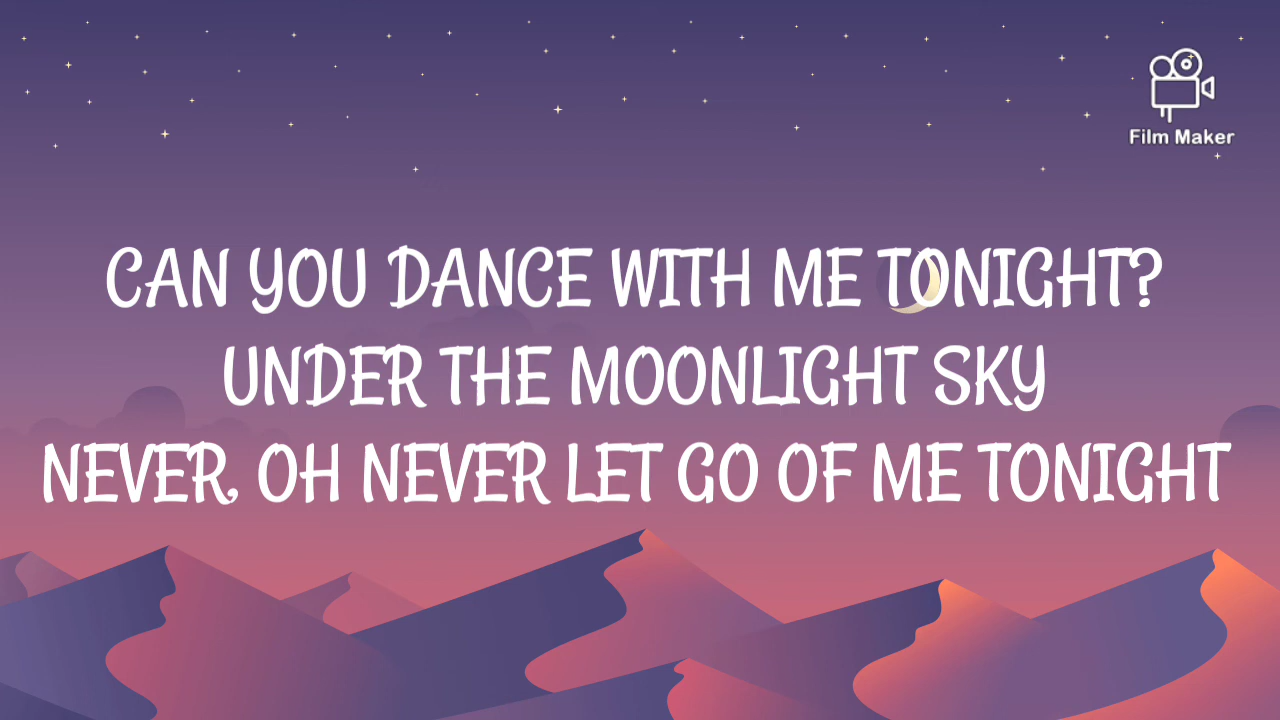 Film Maker
CAN YOU DANCE WITH ME TONIGHT?
UNDER THE MOONLIGHT SKY
NEVER, OH NEVER LET GO OF ME TONIGHT